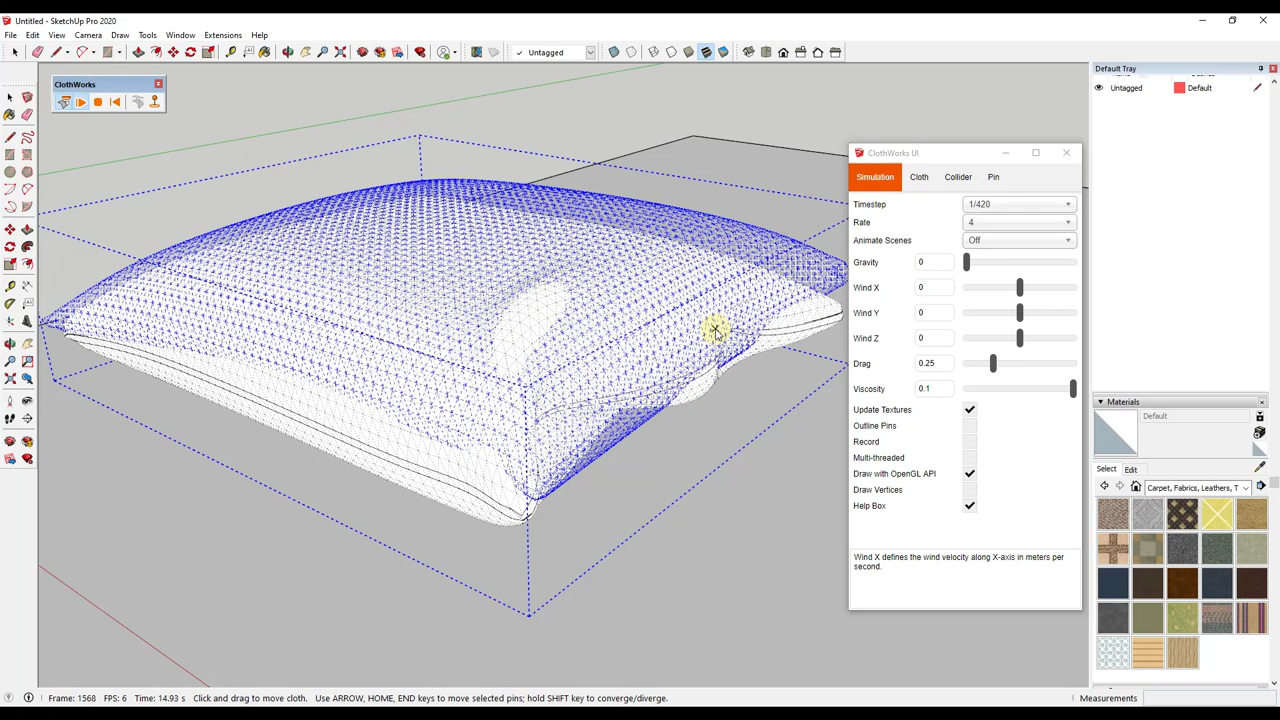 Untitled - SketchUp Pro 2020
File Edit View Camera Draw Tools Window Extensions Help
Untagged
ClothWorks
Default Tray
Untagged Default
ClothWorks UI
Simulation Cloth Collider Pin
Timestep 1/420
Rate 4
Animate Scenes Off
Gravity 0
Wind X 0
Wind Y 0
Wind Z 0
Drag 0.25
Viscosity 0.1
Update Textures
Outline Pins
Record
Multi-threaded
Draw with OpenGL API
Draw Vertices
Help Box
Wind X defines the wind velocity along X-axis in meters per
second.
Materials
Default
Select Edit
Carpet, Fabrics, Leathers, T
Frame: 1568 FPS: 6 Time: 14.93 s Click and drag to move cloth. Use ARROW, HOME, END keys to move selected pins; hold SHIFT key to converge/diverge.
Measurements